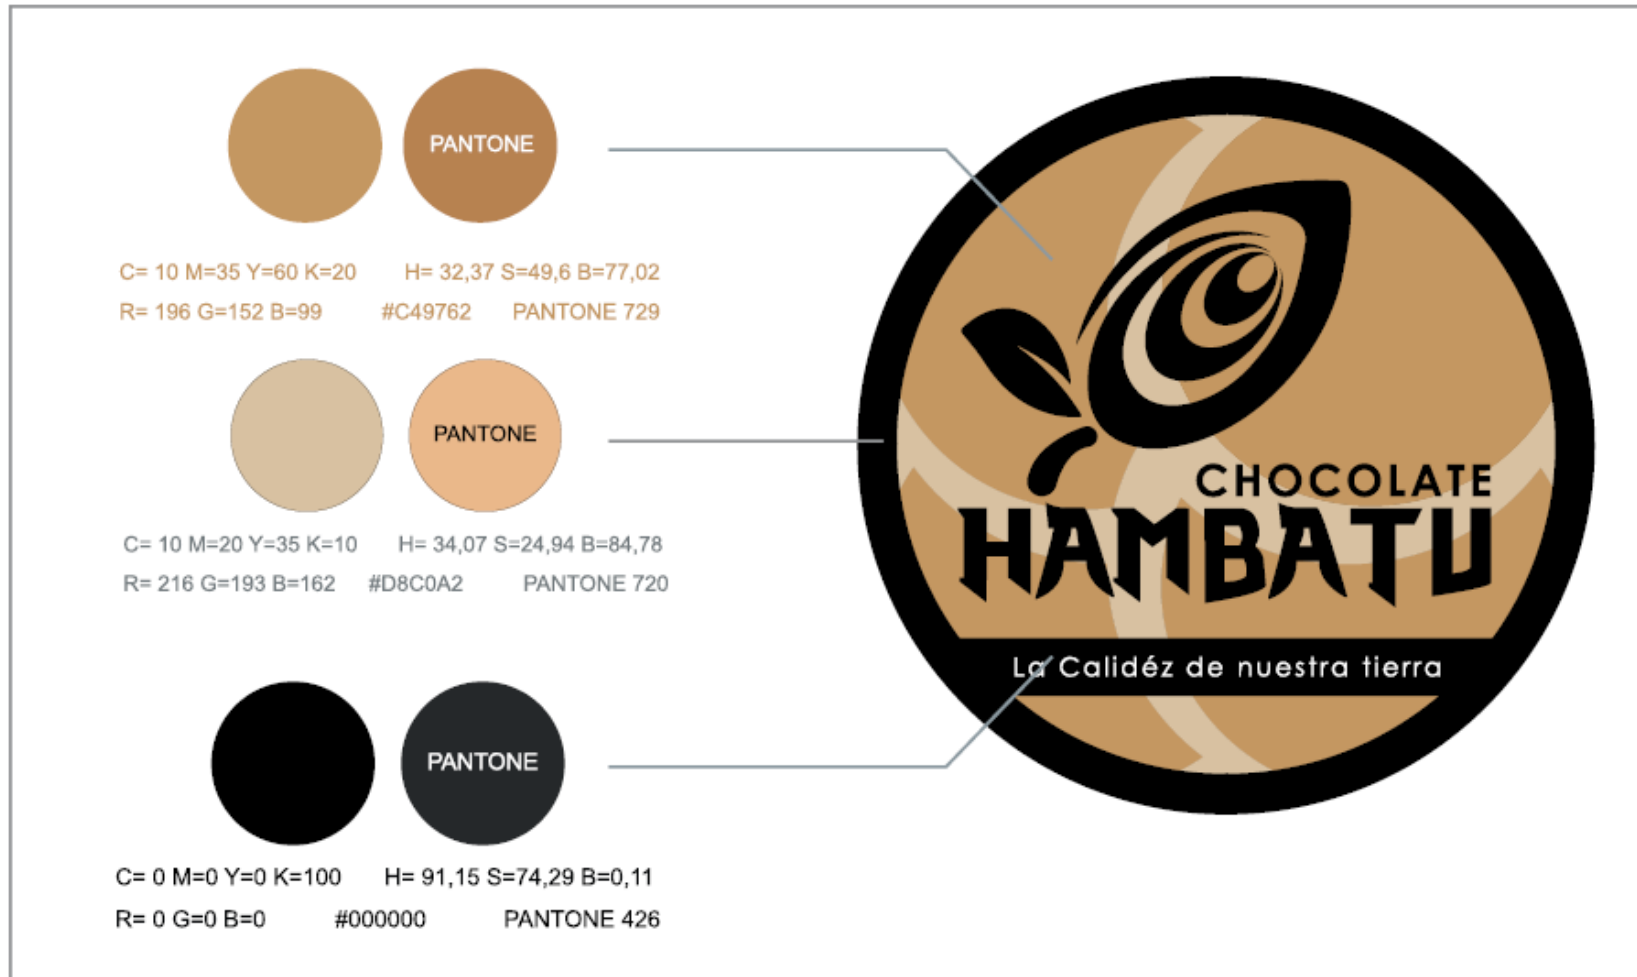 PANTONE
C= 10 M=35 Y=60 K=20 H= 32,37 S=49,6 B=77,02
R= 196 G=152 B=99 #C49762 PANTONE 729
PANTONE
C= 10 M=20 Y=35 K=10 H= 34,07 S=24,94 B=84,78
R= 216 G=193 B=162 #D8C0A2 PANTONE 720
PANTONE
C= 0 M=0 Y=0 K=100 H= 91,15 S=74,29 B=0,11
R= 0 G=0 B=0 #000000 PANTONE 426
CHOCOLATE
HAMBATU
La Calidéz de nuestra tierra